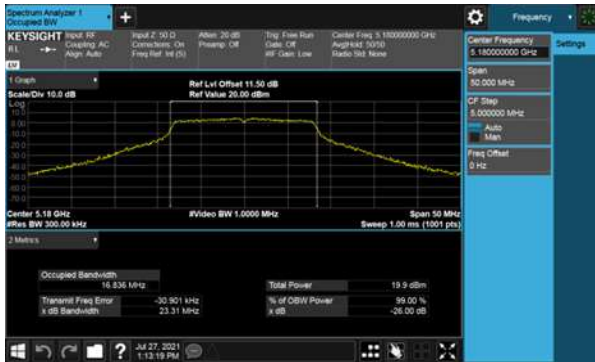 Spectrum Analyzer 1
Occupied BW
Frequency
KEYSIGHT
Input: RF
Coupling: AC
Align: Auto
Input Z: 50 Ω
Corrections: On
Freq Ref: Int (S)
Atten: 20 dB
Preamp: Off
Trig: Free Run
Gate: Off
#IF Gain: Low
Center Freq: 5.180000000 GHz
Avg|Hold: 50/50
Radio Std: None
Center Frequency
5.180000000 GHz
Settings
Span
50.000 MHz
CF Step
5.000000 MHz
Auto
Man
Freq Offset
0 Hz
1 Graph
Scale/Div 10.0 dB
Ref Lvl Offset 11.50 dB
Ref Value 20.00 dBm
Log
Center 5.18 GHz
#Res BW 300.00 kHz
#Video BW 1.0000 MHz
Span 50 MHz
Sweep 1.00 ms (1001 pts)
2 Metrics
Occupied Bandwidth
16.836 MHz
Total Power
19.9 dBm
Transmit Freq Error
-30.901 kHz
% of OBW Power
99.00 %
x dB Bandwidth
23.31 MHz
x dB
-26.00 dB
Jul 27, 2021
1:13:19 PM